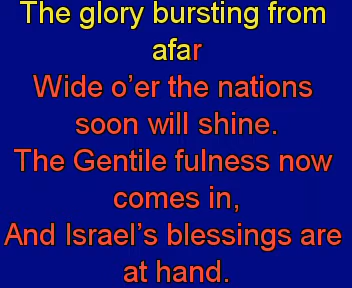 The glory bursting from
afar
Wide o’er the nations
soon will shine.
The Gentile fulness now
comes in,
And Israel’s blessings are
at hand.